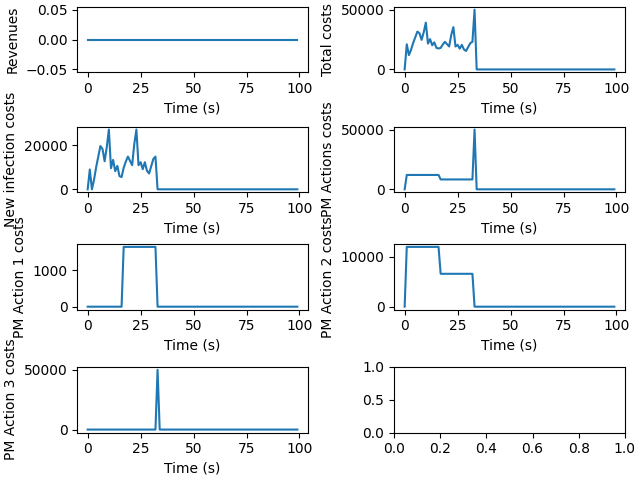 Revenues
0.05
0.00
−0.05
0 25 50 75 100
Time (s)
Total costs
50000
0
0 25 50 75 100
Time (s)
New infection costs
20000
0
0 25 50 75 100
Time (s)
PM Actions costs
50000
0
0 25 50 75 100
Time (s)
PM Action 1 costs
1000
0
0 25 50 75 100
Time (s)
PM Action 2 costs
10000
0
0 25 50 75 100
Time (s)
PM Action 3 costs
50000
0
0 25 50 75 100
Time (s)
1.0
0.5
0.0
0.0 0.2 0.4 0.6 0.8 1.0